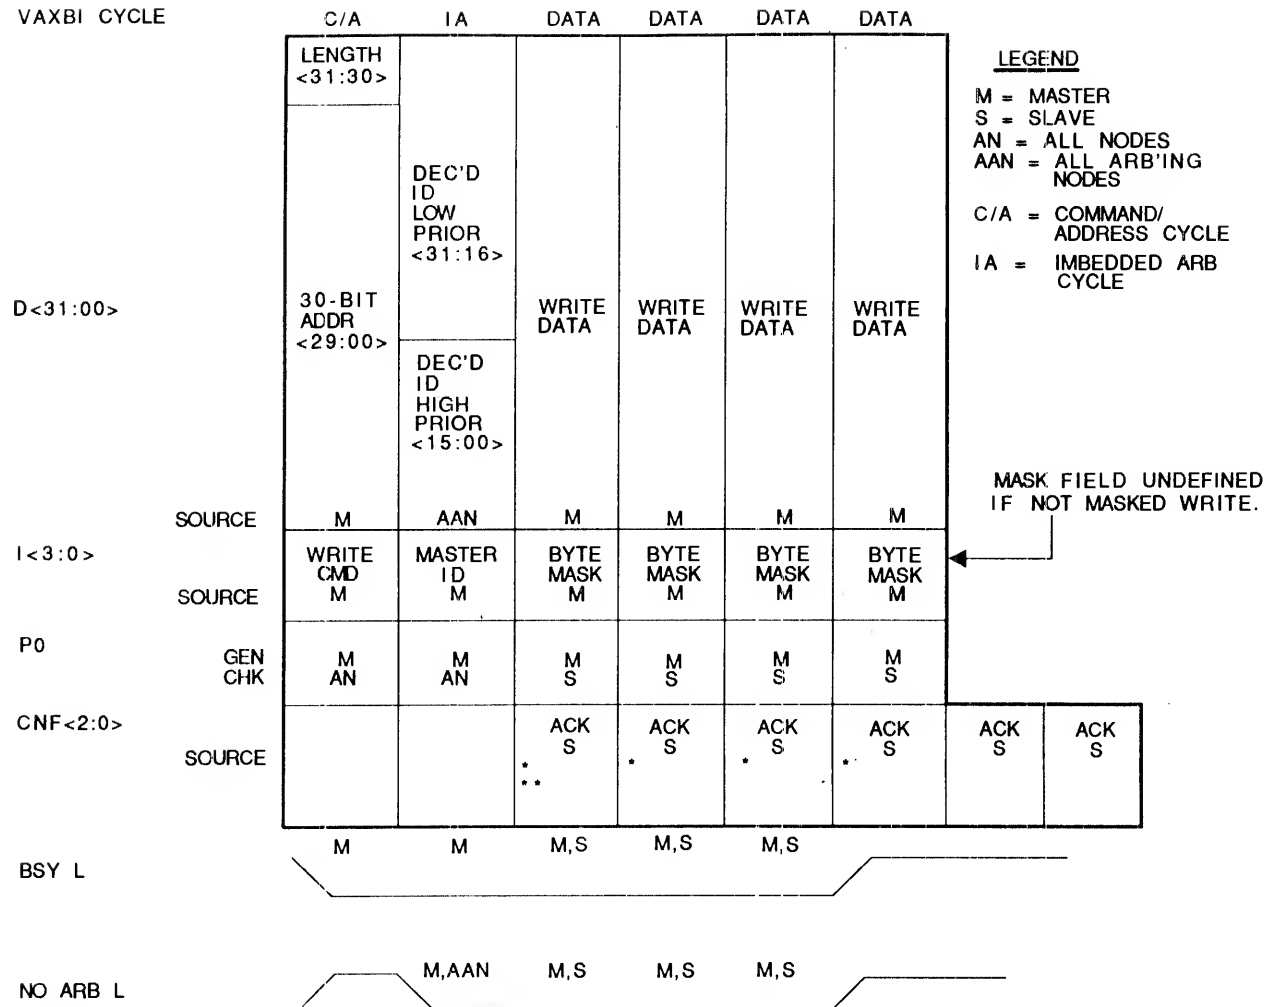 VAXBI CYCLE C/A IA DATA DATA DATA DATA
LENGTH
<31:30>
LEGEND
M = MASTER
S = SLAVE
AN = ALL NODES
AAN = ALL ARB'ING
NODES
C/A = COMMAND/
ADDRESS CYCLE
IA = IMBEDDED ARB
CYCLE
DEC'D
ID
LOW
PRIOR
<31:16>
D<31:00>
30-BIT
ADDR
<29:00>
WRITE
DATA
WRITE
DATA
WRITE
DATA
WRITE
DATA
DEC'D
ID
HIGH
PRIOR
<15:00>
MASK FIELD UNDEFINED
IF NOT MASKED WRITE.
SOURCE M AAN M M M M
I<3:0>
WRITE
CMD
M
MASTER
ID
M
BYTE
MASK
M
BYTE
MASK
M
BYTE
MASK
M
BYTE
MASK
M
SOURCE
P0
GEN M M M M M M
CHK AN AN S S S S
CNF<2:0> ACK ACK ACK ACK ACK ACK
S S S S S S
SOURCE * * * *
**
M M M,S M,S M,S
BSY L
M,AAN M,S M,S M,S
NO ARB L